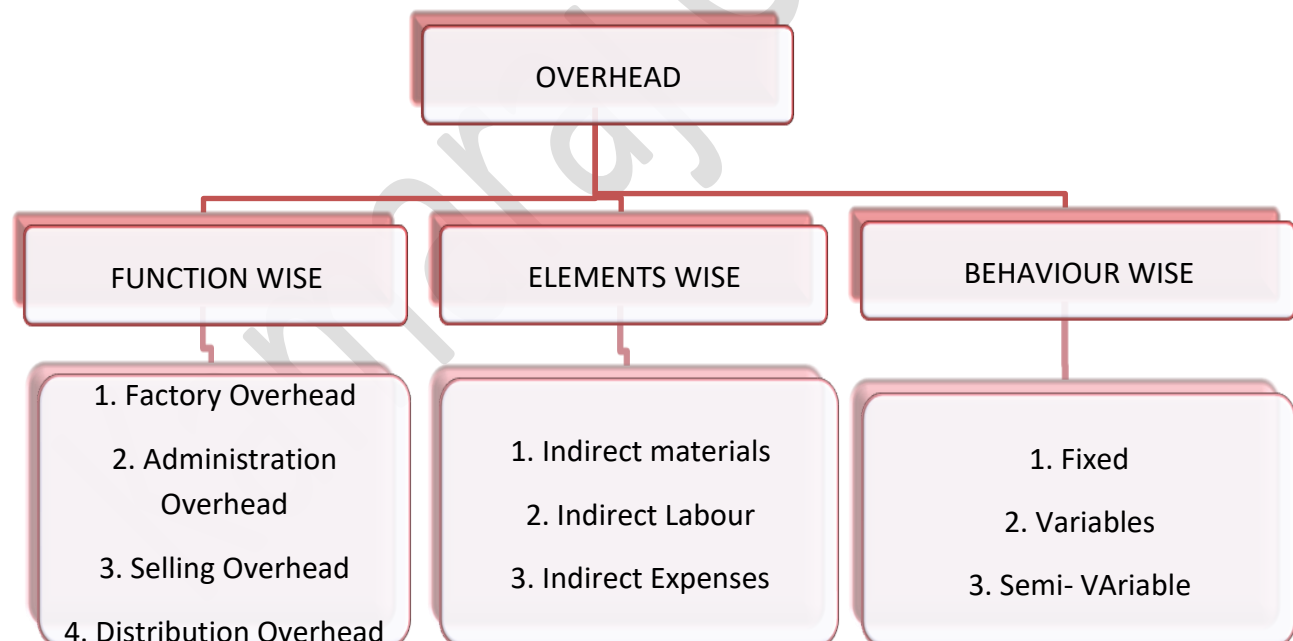 OVERHEAD
FUNCTION WISE
ELEMENTS WISE
BEHAVIOUR WISE
1. Factory Overhead
2. Administration
Overhead
3. Selling Overhead
4. Distribution Overhead
1. Indirect materials
2. Indirect Labour
3. Indirect Expenses
1. Fixed
2. Variables
3. Semi- VAriable